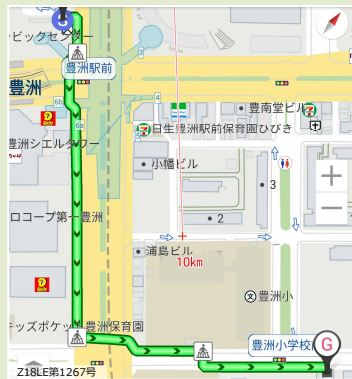 S
ビックセンター
豊洲駅前
豊洲
6b
4
豊南堂ビル
6a
日生豊洲駅前保育園ひびき
豊洲シエルタワー
小幡ビル
3
ロコープ第一豊洲
2
浦島ビル
10km
豊洲小
キッズポケット豊洲保育園
豊洲小学校前
G
Z18LE第1267号